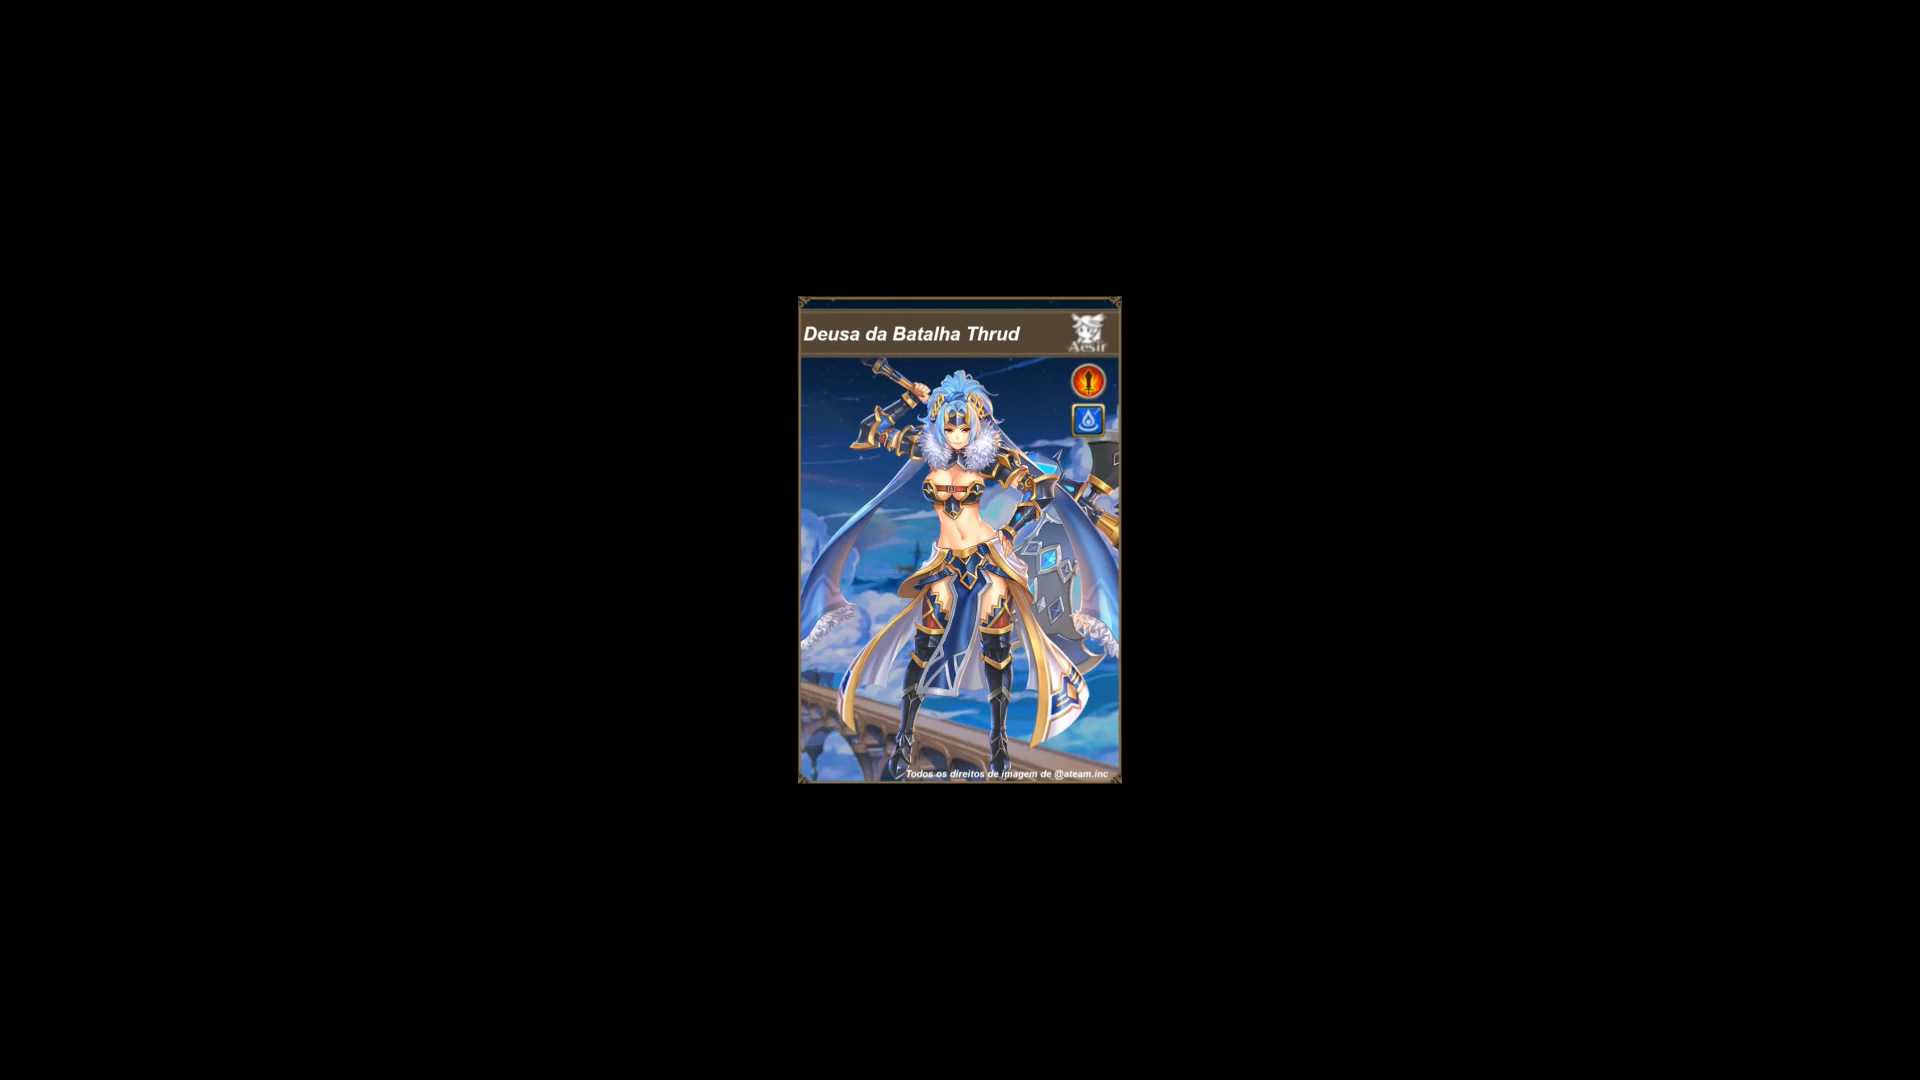 Deusa da Batalha Thrud
Aesir
Todos os direitos de imagem de @ateam.inc